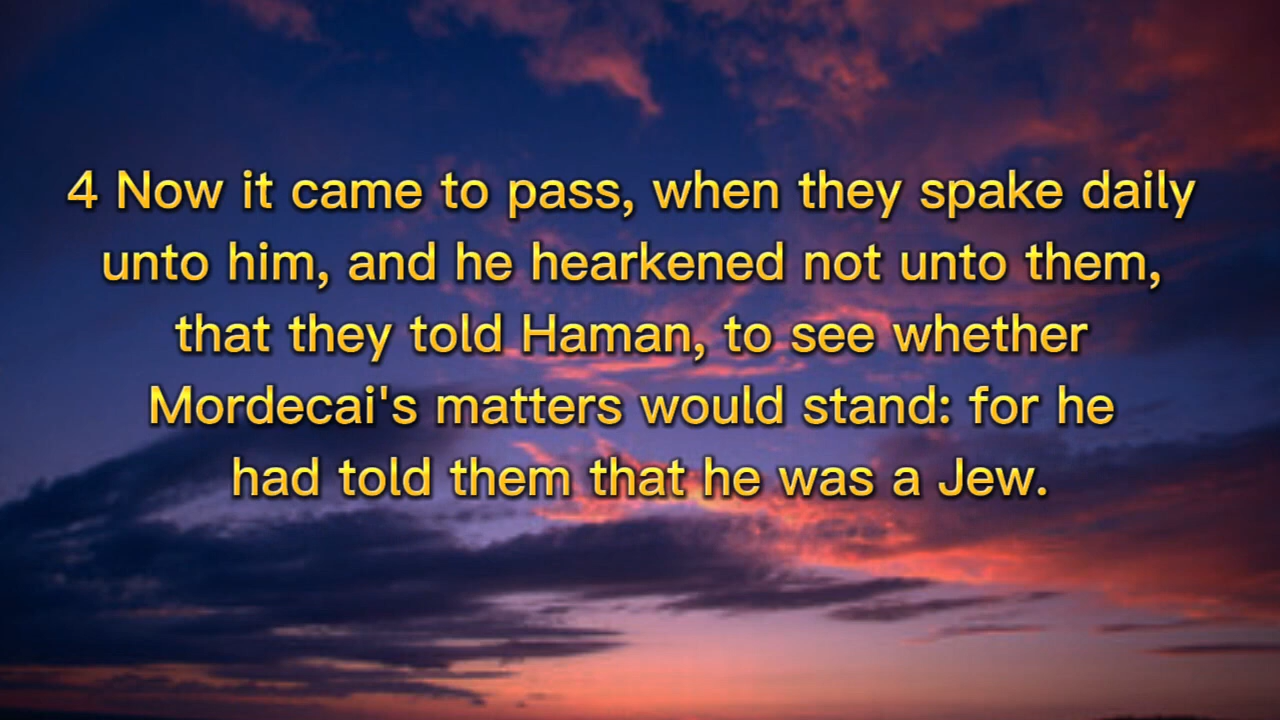 4 Now it came to pass, when they spake daily
unto him, and he hearkened not unto them,
that they told Haman, to see whether
Mordecai's matters would stand: for he
had told them that he was a Jew.